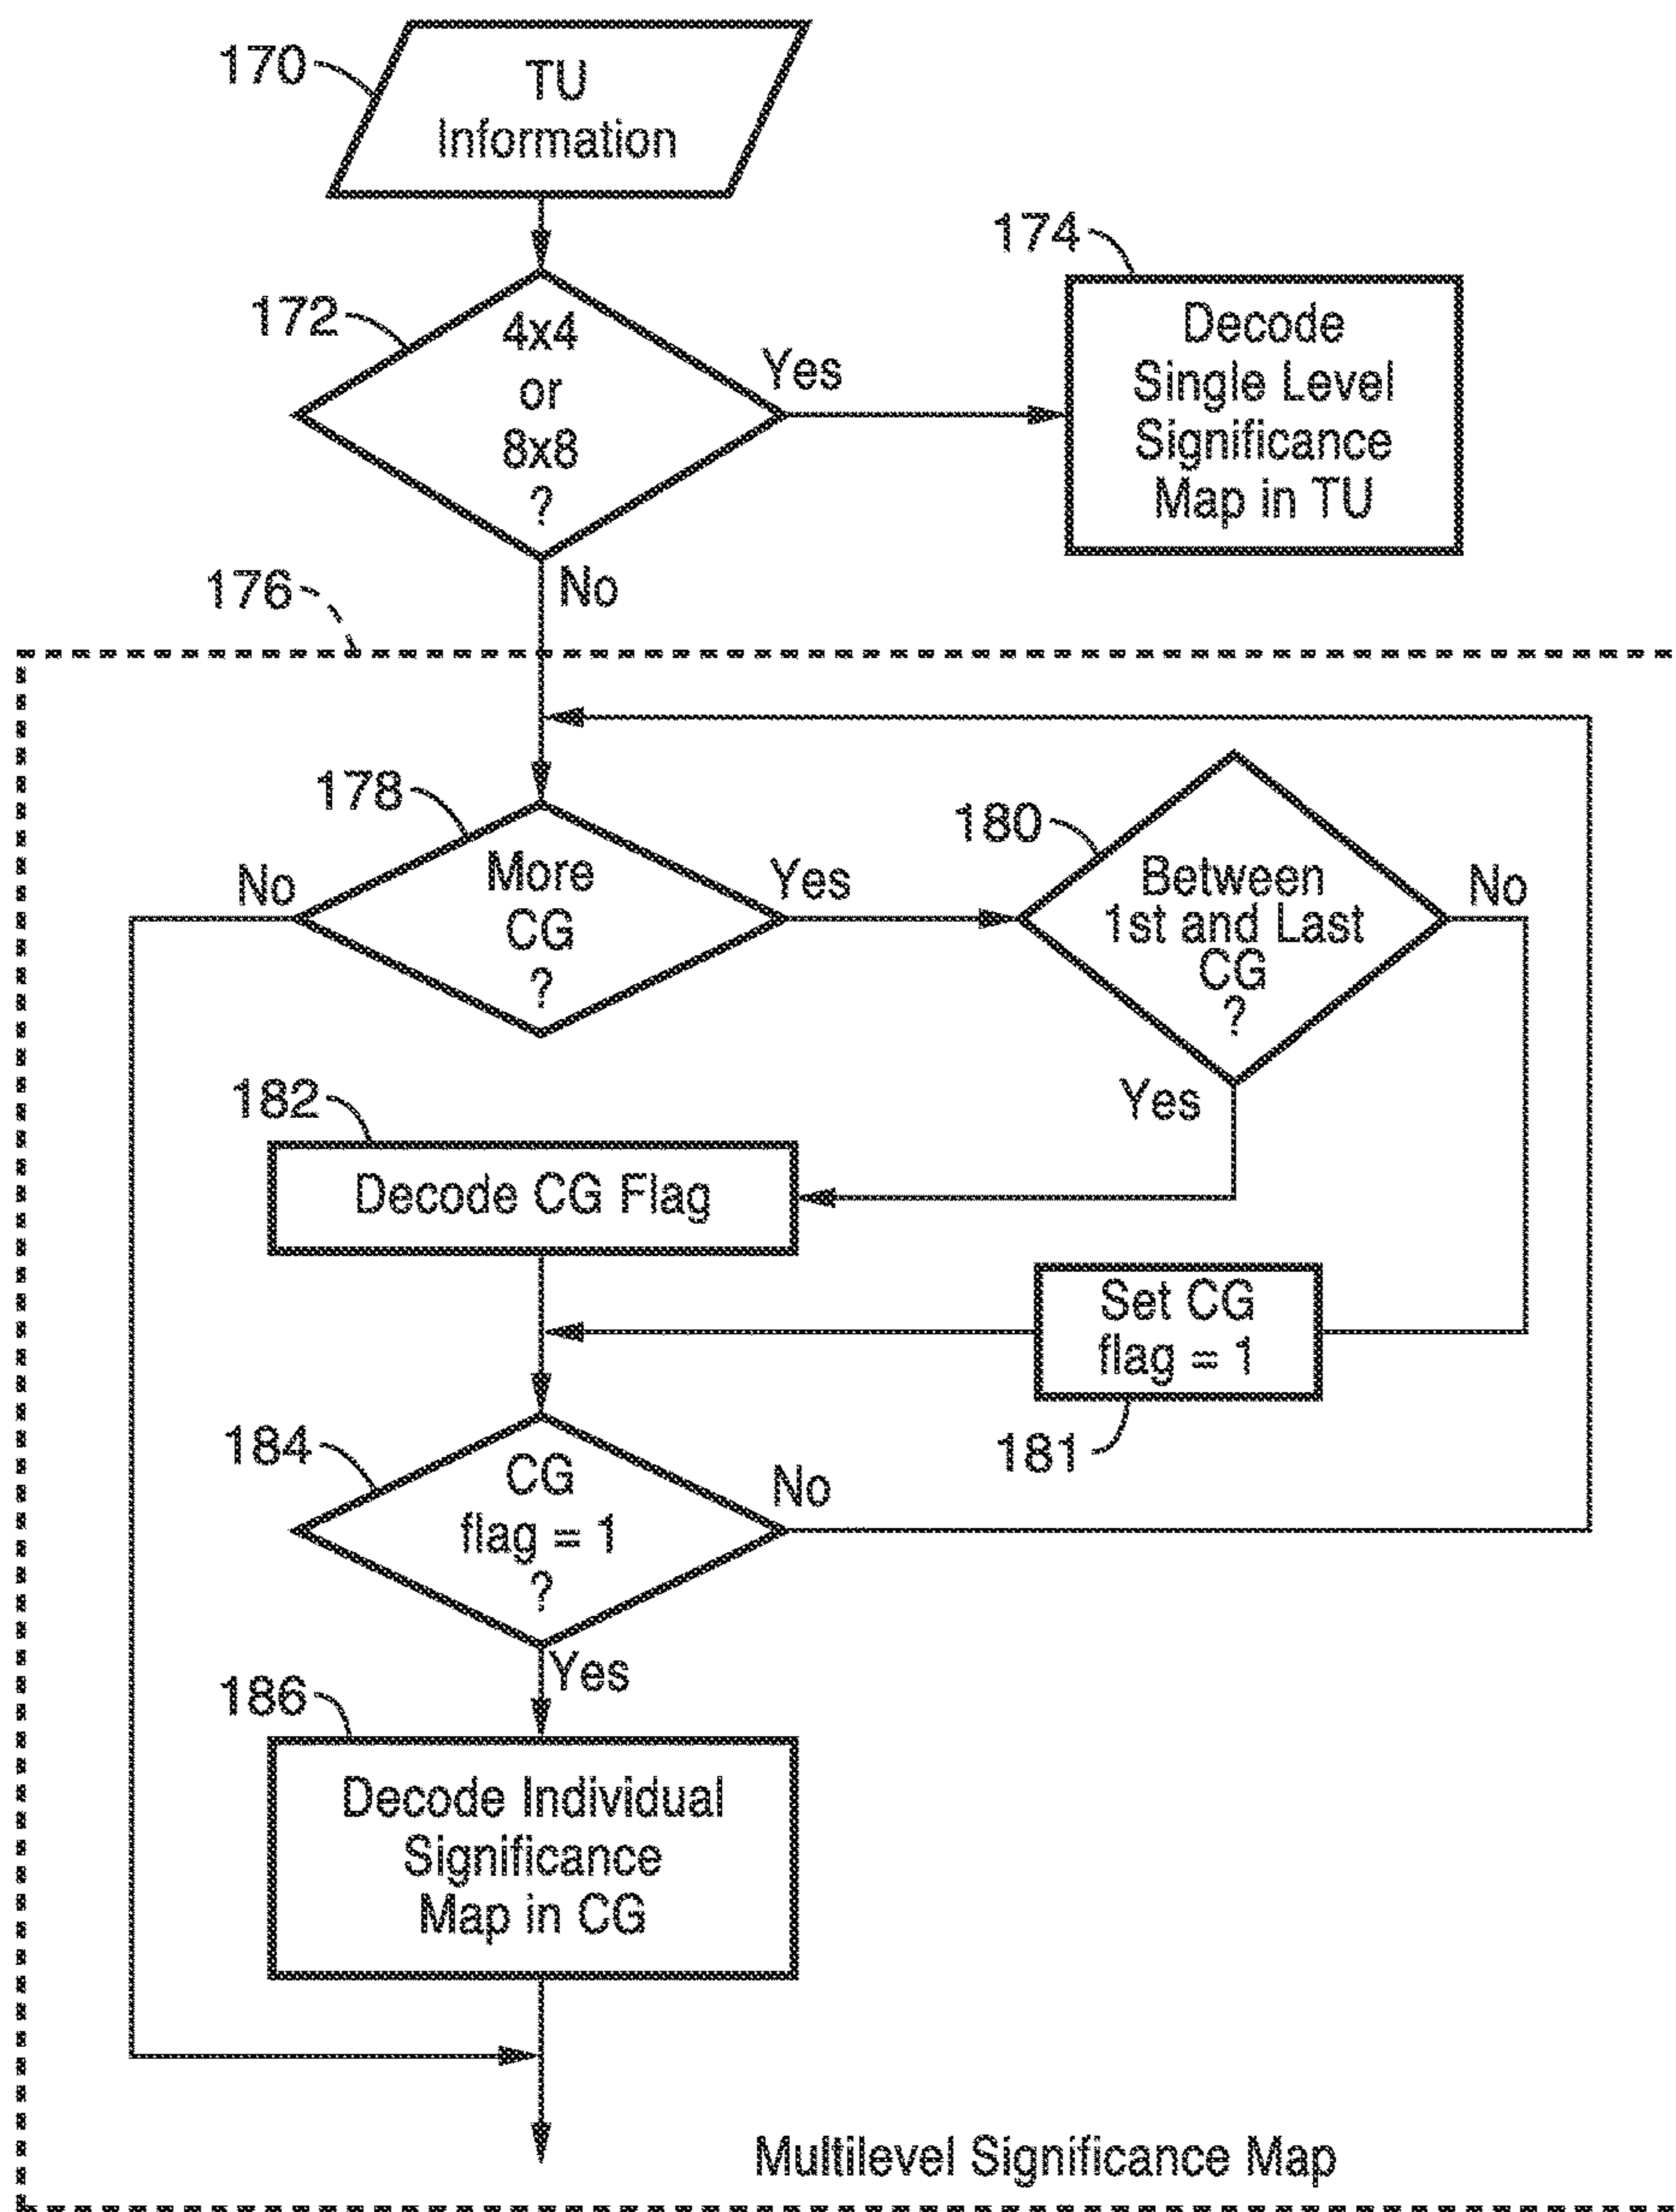 170
TU
Information
172
4x4
or
8x8
?
Yes
174
Decode
Single Level
Significance
Map in TU
No
176
178
More
CG
?
No
Yes
180
Between
1st and Last
CG
?
No
Yes
182
Decode CG Flag
Set CG
flag = 1
181
184
CG
flag = 1
?
No
Yes
186
Decode Individual
Significance
Map in CG
Multilevel Significance Map